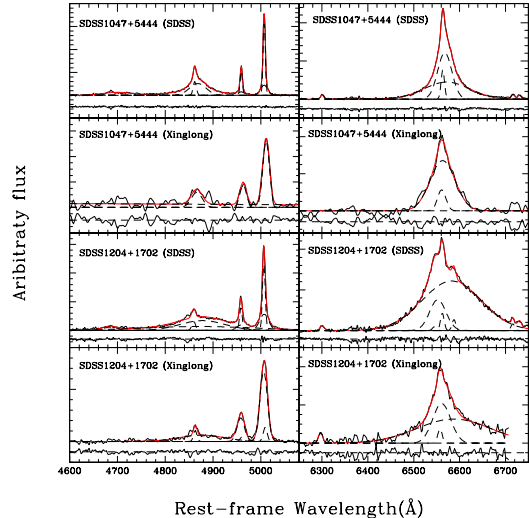 SDSS1047+5444 (SDSS)
SDSS1047+5444 (SDSS)
SDSS1047+5444 (Xinglong)
SDSS1047+5444 (Xinglong)
SDSS1204+1702 (SDSS)
SDSS1204+1702 (SDSS)
SDSS1204+1702 (Xinglong)
SDSS1204+1702 (Xinglong)
Aribitraty flux
4600 4700 4800 4900 5000 6300 6400 6500 6600 6700
Rest-frame Wavelength(Å)